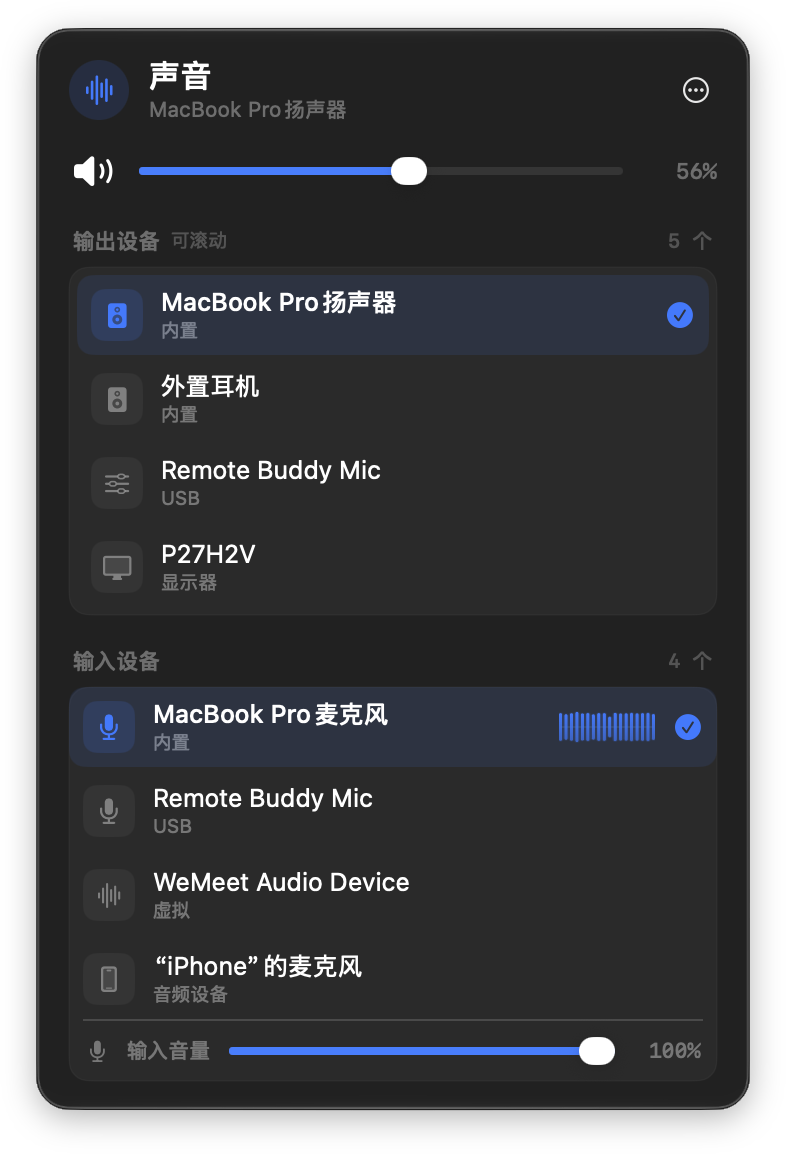 声音
MacBook Pro扬声器
56%
输出设备 可滚动 5 个
MacBook Pro扬声器
内置
外置耳机
内置
Remote Buddy Mic
USB
P27H2V
显示器
输入设备 4 个
MacBook Pro麦克风
内置
Remote Buddy Mic
USB
WeMeet Audio Device
虚拟
“iPhone”的麦克风
音频设备
输入音量 100%